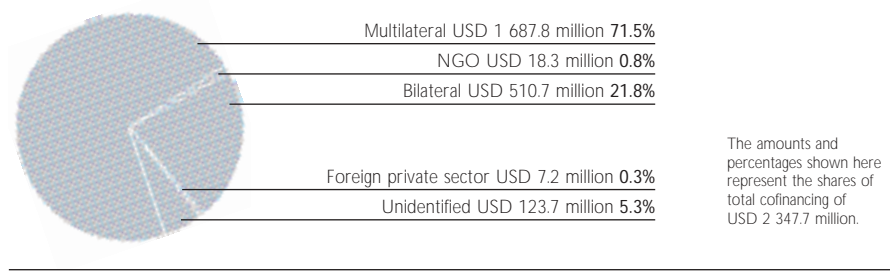 Multilateral USD 1 687.8 million 71.5%
NGO USD 18.3 million 0.8%
Bilateral USD 510.7 million 21.8%
Foreign private sector USD 7.2 million 0.3%
Unidentified USD 123.7 million 5.3%
The amounts and
percentages shown here
represent the shares of
total cofinancing of
USD 2 347.7 million.